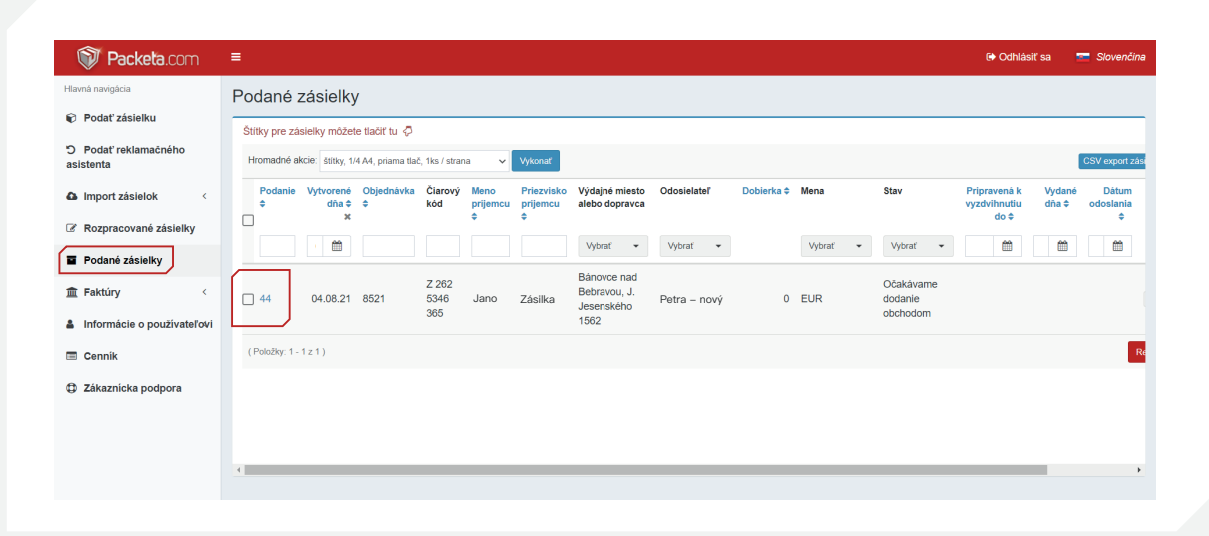 Packeta.com
Odhlásiť sa
Slovenčina
Hlavná navigácia
Podať zásielku
Podať reklamačného
asistenta
Import zásielok
Rozpracované zásielky
Podané zásielky
Faktúry
Informácie o používateľovi
Cenník
Zákaznícka podpora
Podané zásielky
Štítky pre zásielky môžete tlačiť tu
Hromadné akcie: štítky, 1/4 A4, priama tlač, 1ks / strana
Vykonať
CSV export zási
Podanie Vytvorené Objednávka Čiarový Meno Priezvisko Výdajné miesto Odosielateľ Dobierka Mena Stav Pripravená k Vydané Dátum
dňa kód príjemcu príjemcu alebo dopravca vyzdvihnutiu dňa odoslania
do
Vybrať Vybrať Vybrať Vybrať
44 04.08.21 8521
Z 262
5346
365
Jano Zásilka
Bánovce nad
Bebravou, J.
Jesenského
1562
Petra – nový 0 EUR
Očakávame
dodanie
obchodom
( Položky: 1 - 1 z 1 )
Re